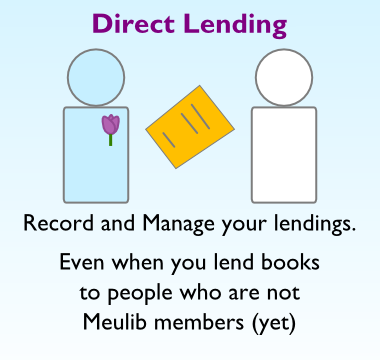 Direct Lending
Record and Manage your lendings.
Even when you lend books
to people who are not
Meulib members (yet)